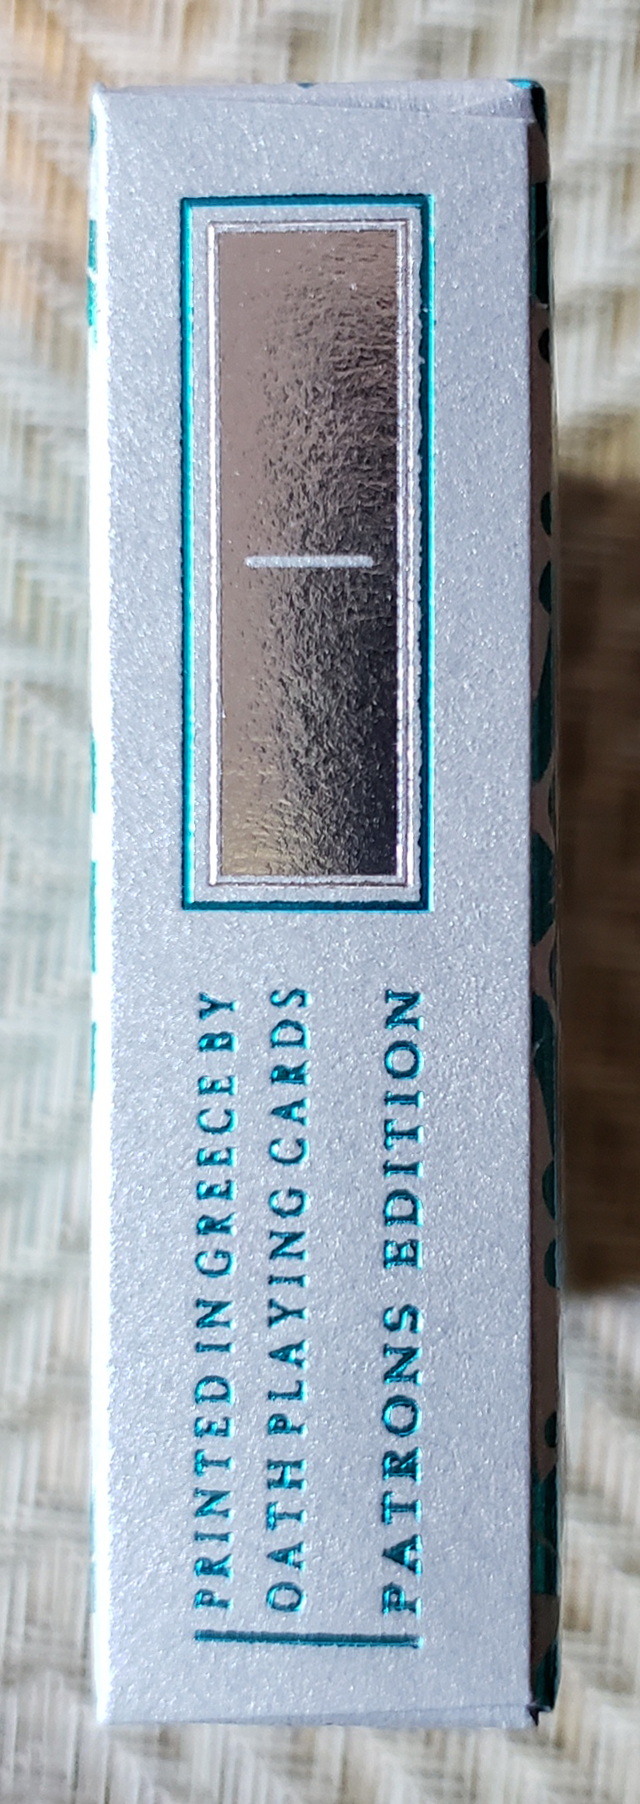 PRINTED IN GREECE BY
OATH PLAYING CARDS
PATRONS EDITION